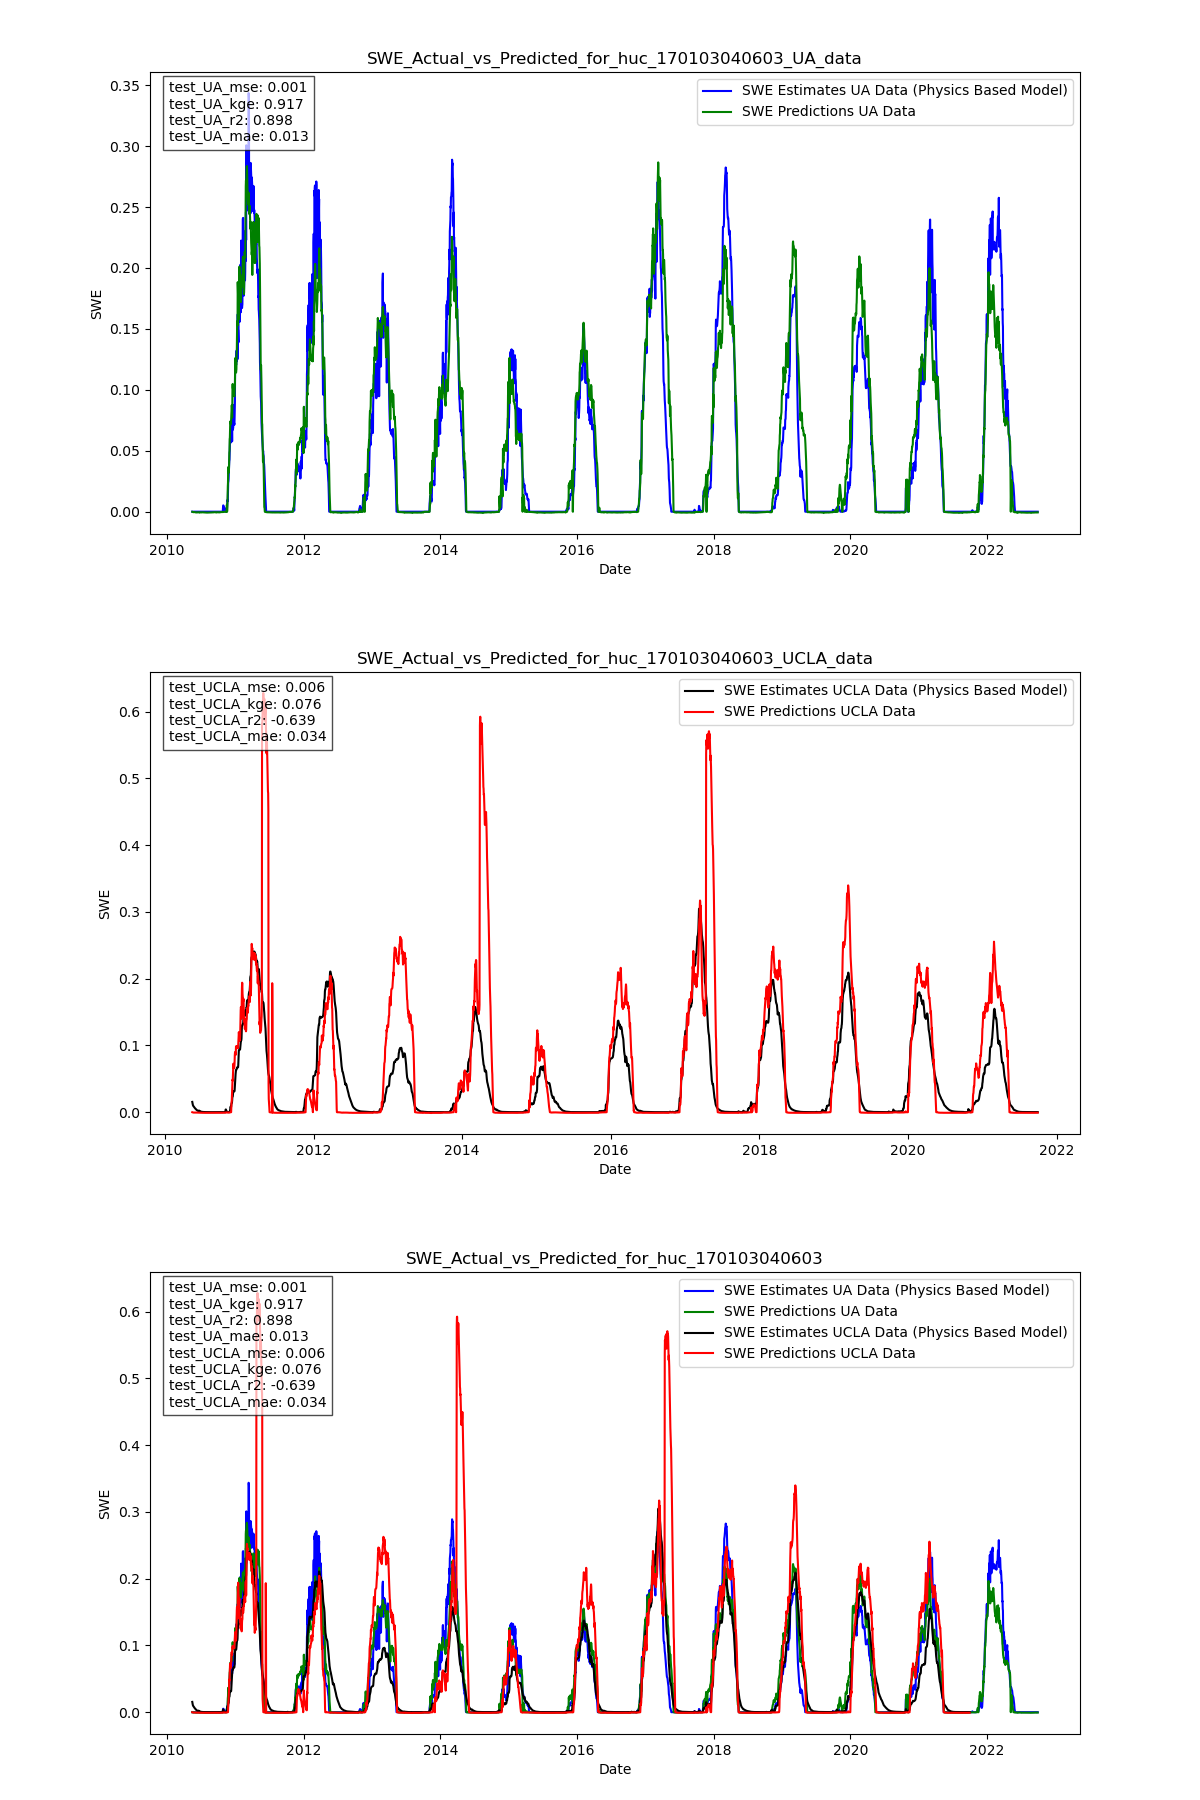 SWE_Actual_vs_Predicted_for_huc_170103040603_UA_data
test_UA_mse: 0.001
test_UA_kge: 0.917
test_UA_r2: 0.898
test_UA_mae: 0.013
SWE Estimates UA Data (Physics Based Model)
SWE Predictions UA Data
0.35
0.30
0.25
0.20
0.15
0.10
0.05
0.00
SWE
2010 2012 2014 2016 2018 2020 2022
Date
SWE_Actual_vs_Predicted_for_huc_170103040603_UCLA_data
test_UCLA_mse: 0.006
test_UCLA_kge: 0.076
test_UCLA_r2: -0.639
test_UCLA_mae: 0.034
SWE Estimates UCLA Data (Physics Based Model)
SWE Predictions UCLA Data
0.6
0.5
0.4
0.3
0.2
0.1
0.0
SWE
2010 2012 2014 2016 2018 2020 2022
Date
SWE_Actual_vs_Predicted_for_huc_170103040603
test_UA_mse: 0.001
test_UA_kge: 0.917
test_UA_r2: 0.898
test_UA_mae: 0.013
test_UCLA_mse: 0.006
test_UCLA_kge: 0.076
test_UCLA_r2: -0.639
test_UCLA_mae: 0.034
SWE Estimates UA Data (Physics Based Model)
SWE Predictions UA Data
SWE Estimates UCLA Data (Physics Based Model)
SWE Predictions UCLA Data
0.6
0.5
0.4
0.3
0.2
0.1
0.0
SWE
2010 2012 2014 2016 2018 2020 2022
Date